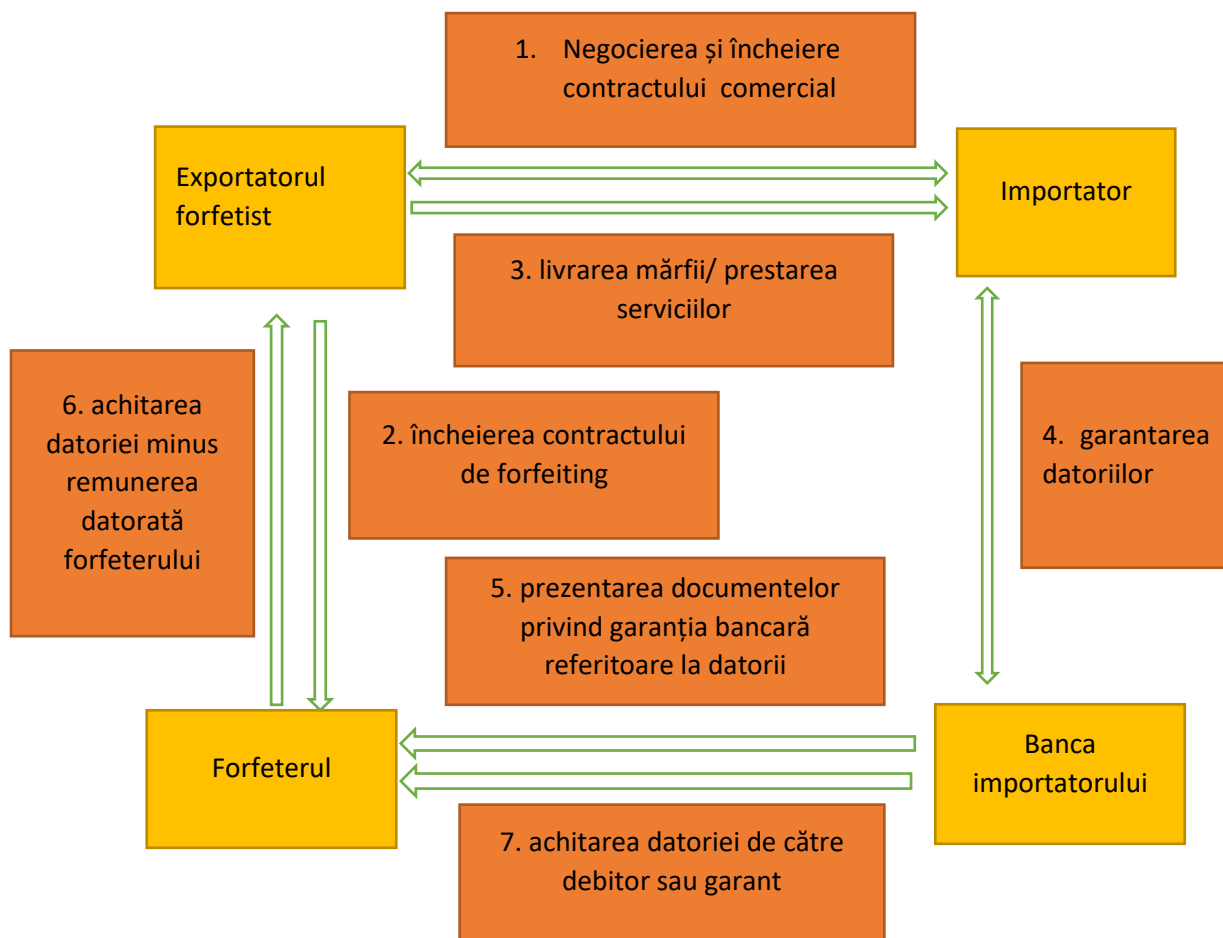 1. Negocierea și încheiere
contractului comercial
Exportatorul
forfetist
Importator
3. livrarea mărfii/ prestarea
serviciilor
6. achitarea
datoriei minus
remunerea
datorată
forfeterului
2. încheierea contractului
de forfeiting
4. garantarea
datoriilor
5. prezentarea documentelor
privind garanția bancară
referitoare la datorii
Forfeterul
Banca
importatorului
7. achitarea datoriei de către
debitor sau garant